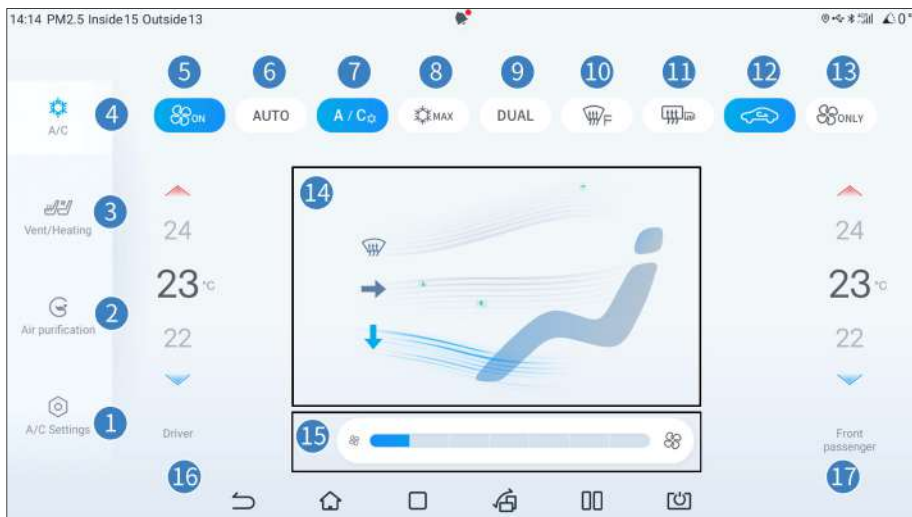 14:14 PM2.5 Inside15 Outside13
0°
5 6 7 8 9 10 11 12 13
ON AUTO A/C MAX DUAL F ONLY
4
A/C
14
3
Vent/Heating
24 24
23 °C 23 °C
2
Air purification
22 22
1
A/C Settings
15
Driver
Front
passenger
16 17